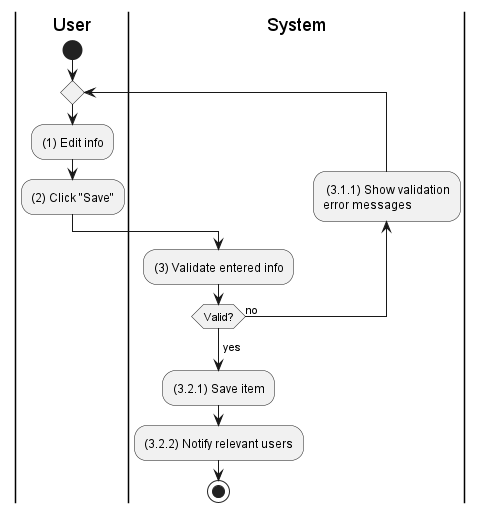 User
System
(1) Edit info
(2) Click "Save"
(3.1.1) Show validation
error messages
(3) Validate entered info
Valid?
no
yes
(3.2.1) Save item
(3.2.2) Notify relevant users